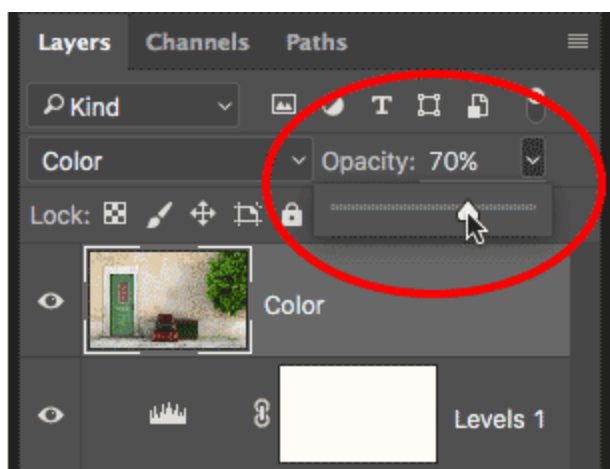 Layers Channels Paths
Kind T
Color Opacity: 70%
Lock:
Color
Levels 1